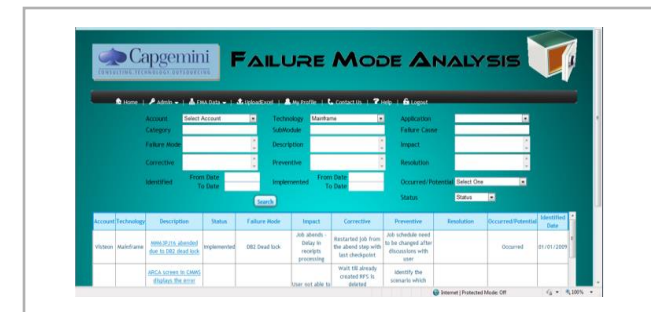 Capgemini
CONSULTING.TECHNOLOGY.OUTSOURCING
FAILURE MODE ANALYSIS
Home | Admin | FMA Data | UploadExcel | My Profile | Contact Us | Help | Logout
Account Select Account Technology Mainframe Application
Category SubModule Failure Cause
Failure Mode Description Impact
Corrective Preventive Resolution
Identified From Date To Date Implemented From Date To Date Occurred/Potential Select One
Status Status
Search
Account Technology Description Status Failure Mode Impact Corrective Preventive Resolution Occurred/Potential Identified Date
Visteon Mainframe abended due to DB2 dead lock Implemented DB2 Dead lock Job abends - Delay in receipts processing Restarted job from the abend step with last checkpoint Job schedule need to be changed after discussions with user Occurred 01/01/2009
ARCA screen in CMMS displays the error User not able to Wait till already created RFS is deleted Identify the scenario which
Internet | Protected Mode: Off 100%